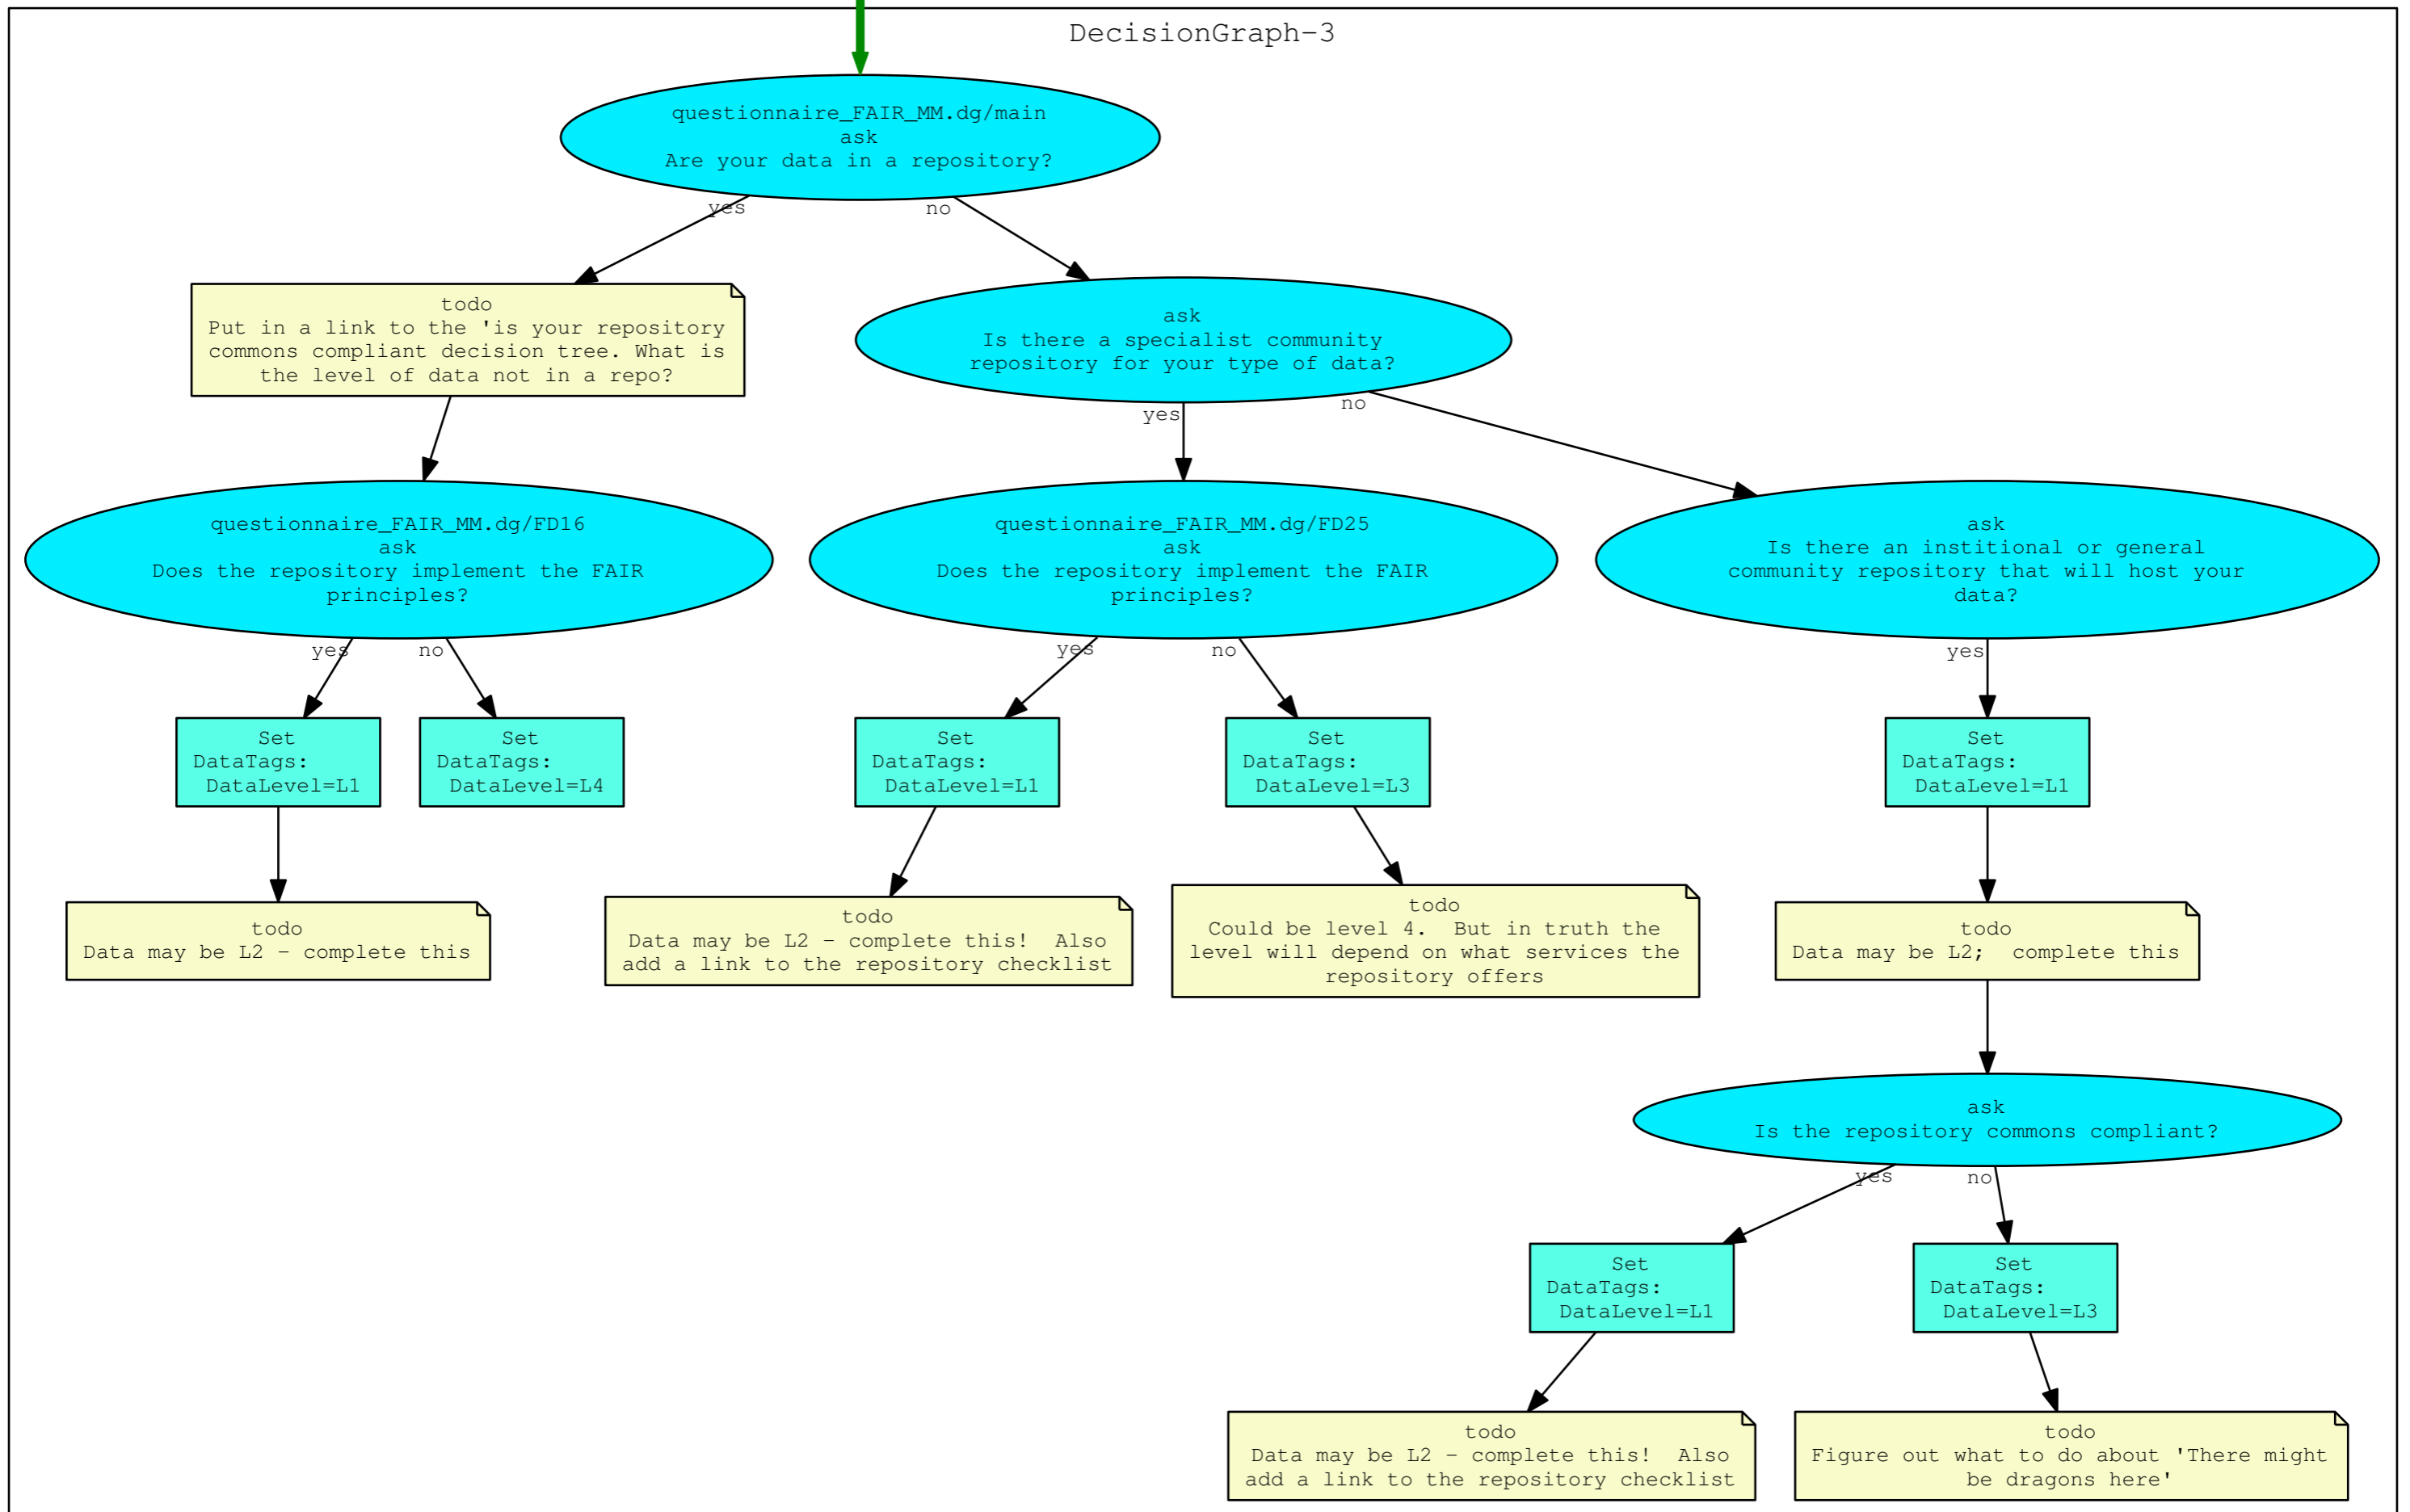 DecisionGraph-3
questionnaire_FAIR_MM.dg/main
ask
Are your data in a repository?
yes
no
todo
Put in a link to the 'is your repository
commons compliant decision tree. What is
the level of data not in a repo?
ask
Is there a specialist community
repository for your type of data?
yes
no
questionnaire_FAIR_MM.dg/FD16
ask
Does the repository implement the FAIR
principles?
questionnaire_FAIR_MM.dg/FD25
ask
Does the repository implement the FAIR
principles?
ask
Is there an institional or general
community repository that will host your
data?
yes
no
yes
no
yes
Set
DataTags:
DataLevel=L1
Set
DataTags:
DataLevel=L4
Set
DataTags:
DataLevel=L1
Set
DataTags:
DataLevel=L3
Set
DataTags:
DataLevel=L1
todo
Data may be L2 - complete this
todo
Data may be L2 - complete this!  Also
add a link to the repository checklist
todo
Could be level 4.  But in truth the
level will depend on what services the
repository offers
todo
Data may be L2;  complete this
ask
Is the repository commons compliant?
yes
no
Set
DataTags:
DataLevel=L1
Set
DataTags:
DataLevel=L3
todo
Data may be L2 - complete this!  Also
add a link to the repository checklist
todo
Figure out what to do about 'There might
be dragons here'